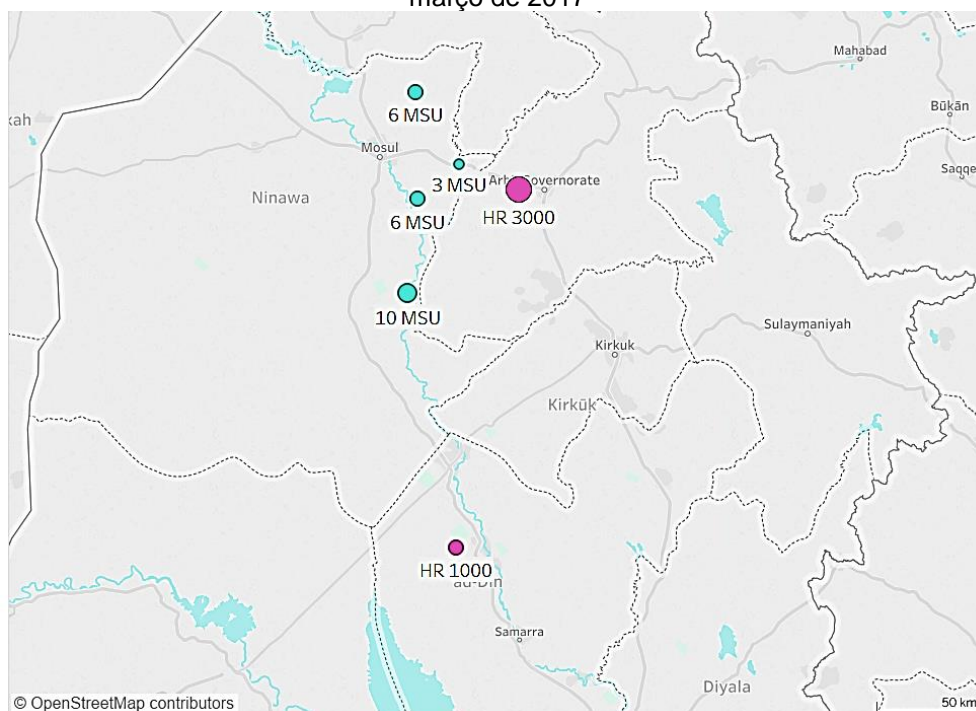 março de 2017
Mahabad
Būkān
Saqqe
kah
6 MSU
Mosul
3 MSU
Governorate
Ninawa
6 MSU
HR 3000
10 MSU
Sulaymaniyah
Kirkuk
Kirkūk
HR 1000
ad-Din
Samarra
Diyala
© OpenStreetMap contributors
50 km